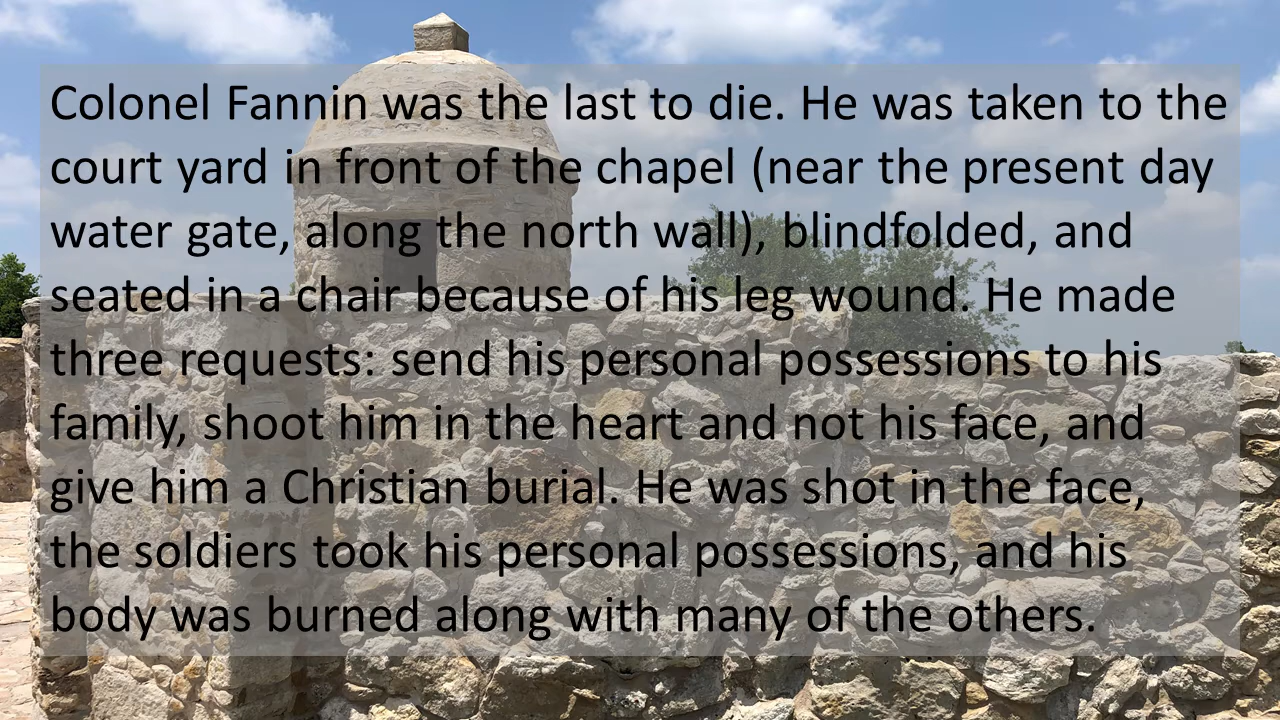 Colonel Fannin was the last to die. He was taken to the
court yard in front of the chapel (near the present day
water gate, along the north wall), blindfolded, and
seated in a chair because of his leg wound. He made
three requests: send his personal possessions to his
family, shoot him in the heart and not his face, and
give him a Christian burial. He was shot in the face,
the soldiers took his personal possessions, and his
body was burned along with many of the others.